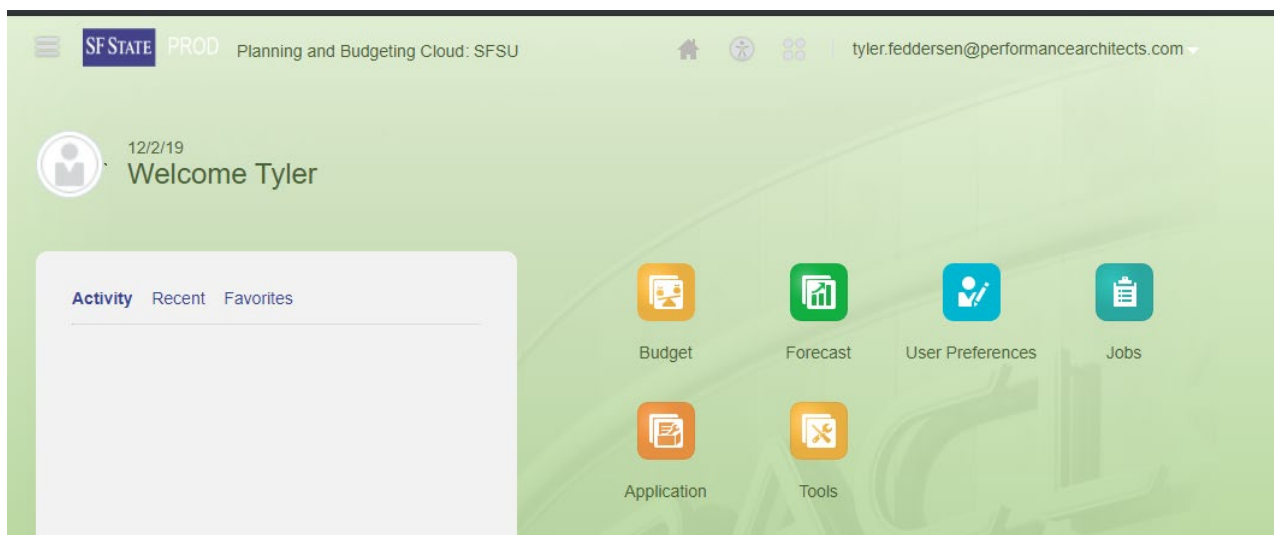 SF STATE PROD Planning and Budgeting Cloud: SFSU tyler.feddersen@performancearchitects.com
12/2/19
Welcome Tyler
Activity Recent Favorites
Budget Forecast User Preferences Jobs
Application Tools
ACL